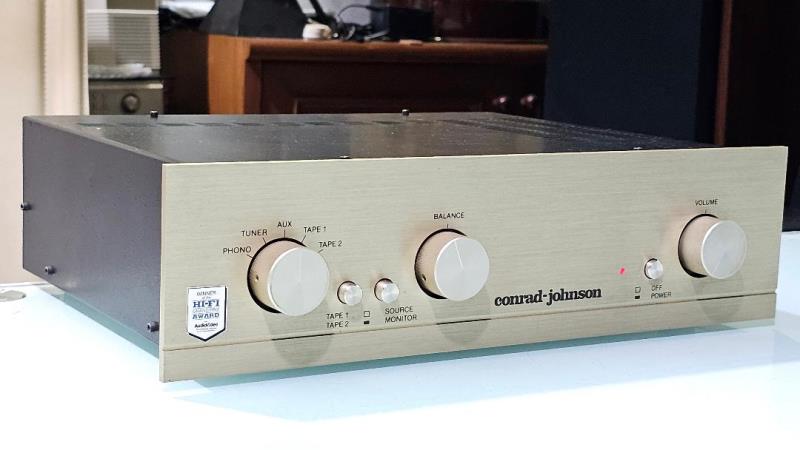 PHONO
TUNER
AUX
TAPE 1
TAPE 2
BALANCE
VOLUME
WINNER
HI-FI
AWARD
AudioVideo
TAPE 1
TAPE 2
SOURCE
MONITOR
conrad-johnson
OFF
POWER